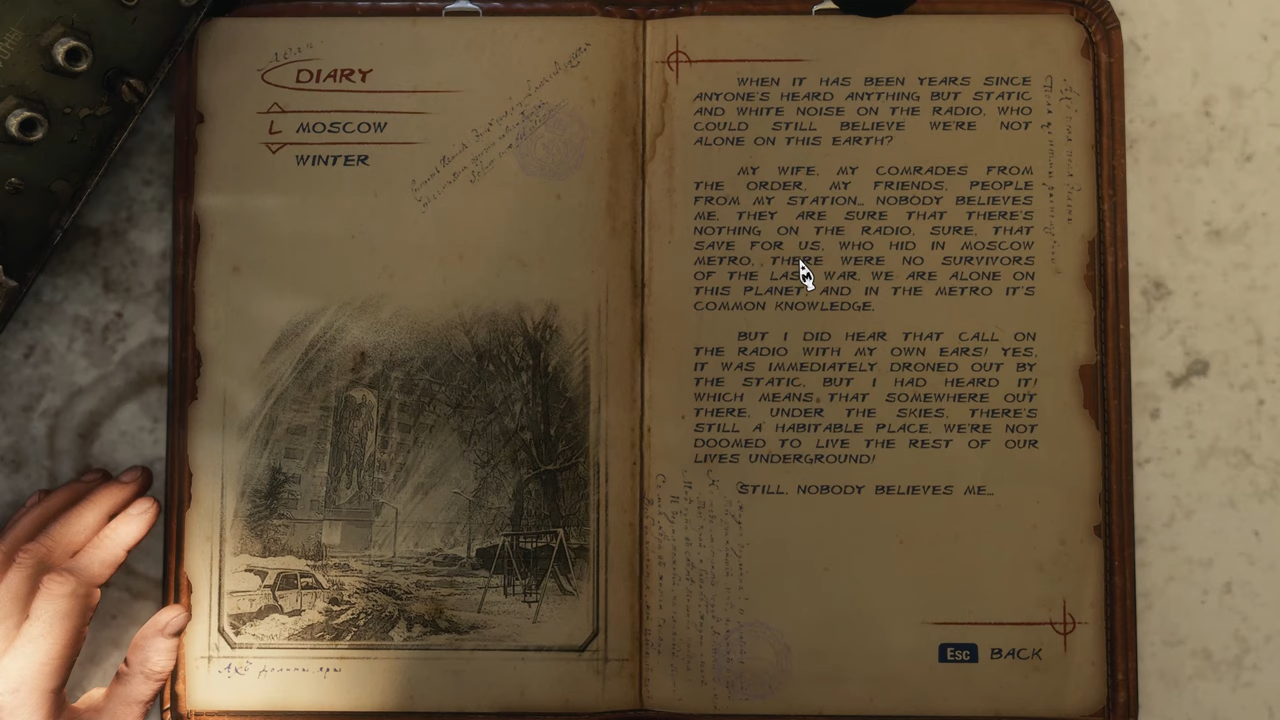 DIARY
MOSCOW
WINTER
WHEN IT HAS BEEN YEARS SINCE
ANYONE'S HEARD ANYTHING BUT STATIC
AND WHITE NOISE ON THE RADIO, WHO
COULD STILL BELIEVE WE'RE NOT
ALONE ON THIS EARTH?
MY WIFE, MY COMRADES FROM
THE ORDER, MY FRIENDS, PEOPLE
FROM MY STATION... NOBODY BELIEVES
ME. THEY ARE SURE THAT THERE'S
NOTHING ON THE RADIO. SURE, THAT
SAVE FOR US, WHO HID IN MOSCOW
METRO, THERE WERE NO SURVIVORS
OF THE LAST WAR. WE ARE ALONE ON
THIS PLANET, AND IN THE METRO IT'S
COMMON KNOWLEDGE.
BUT I DID HEAR THAT CALL ON
THE RADIO WITH MY OWN EARS! YES,
IT WAS IMMEDIATELY DRONED OUT BY
THE STATIC, BUT I HAD HEARD IT!
WHICH MEANS THAT SOMEWHERE OUT
THERE, UNDER THE SKIES, THERE'S
STILL A HABITABLE PLACE. WE'RE NOT
DOOMED TO LIVE THE REST OF OUR
LIVES UNDERGROUND!
STILL, NOBODY BELIEVES ME...
Esc BACK